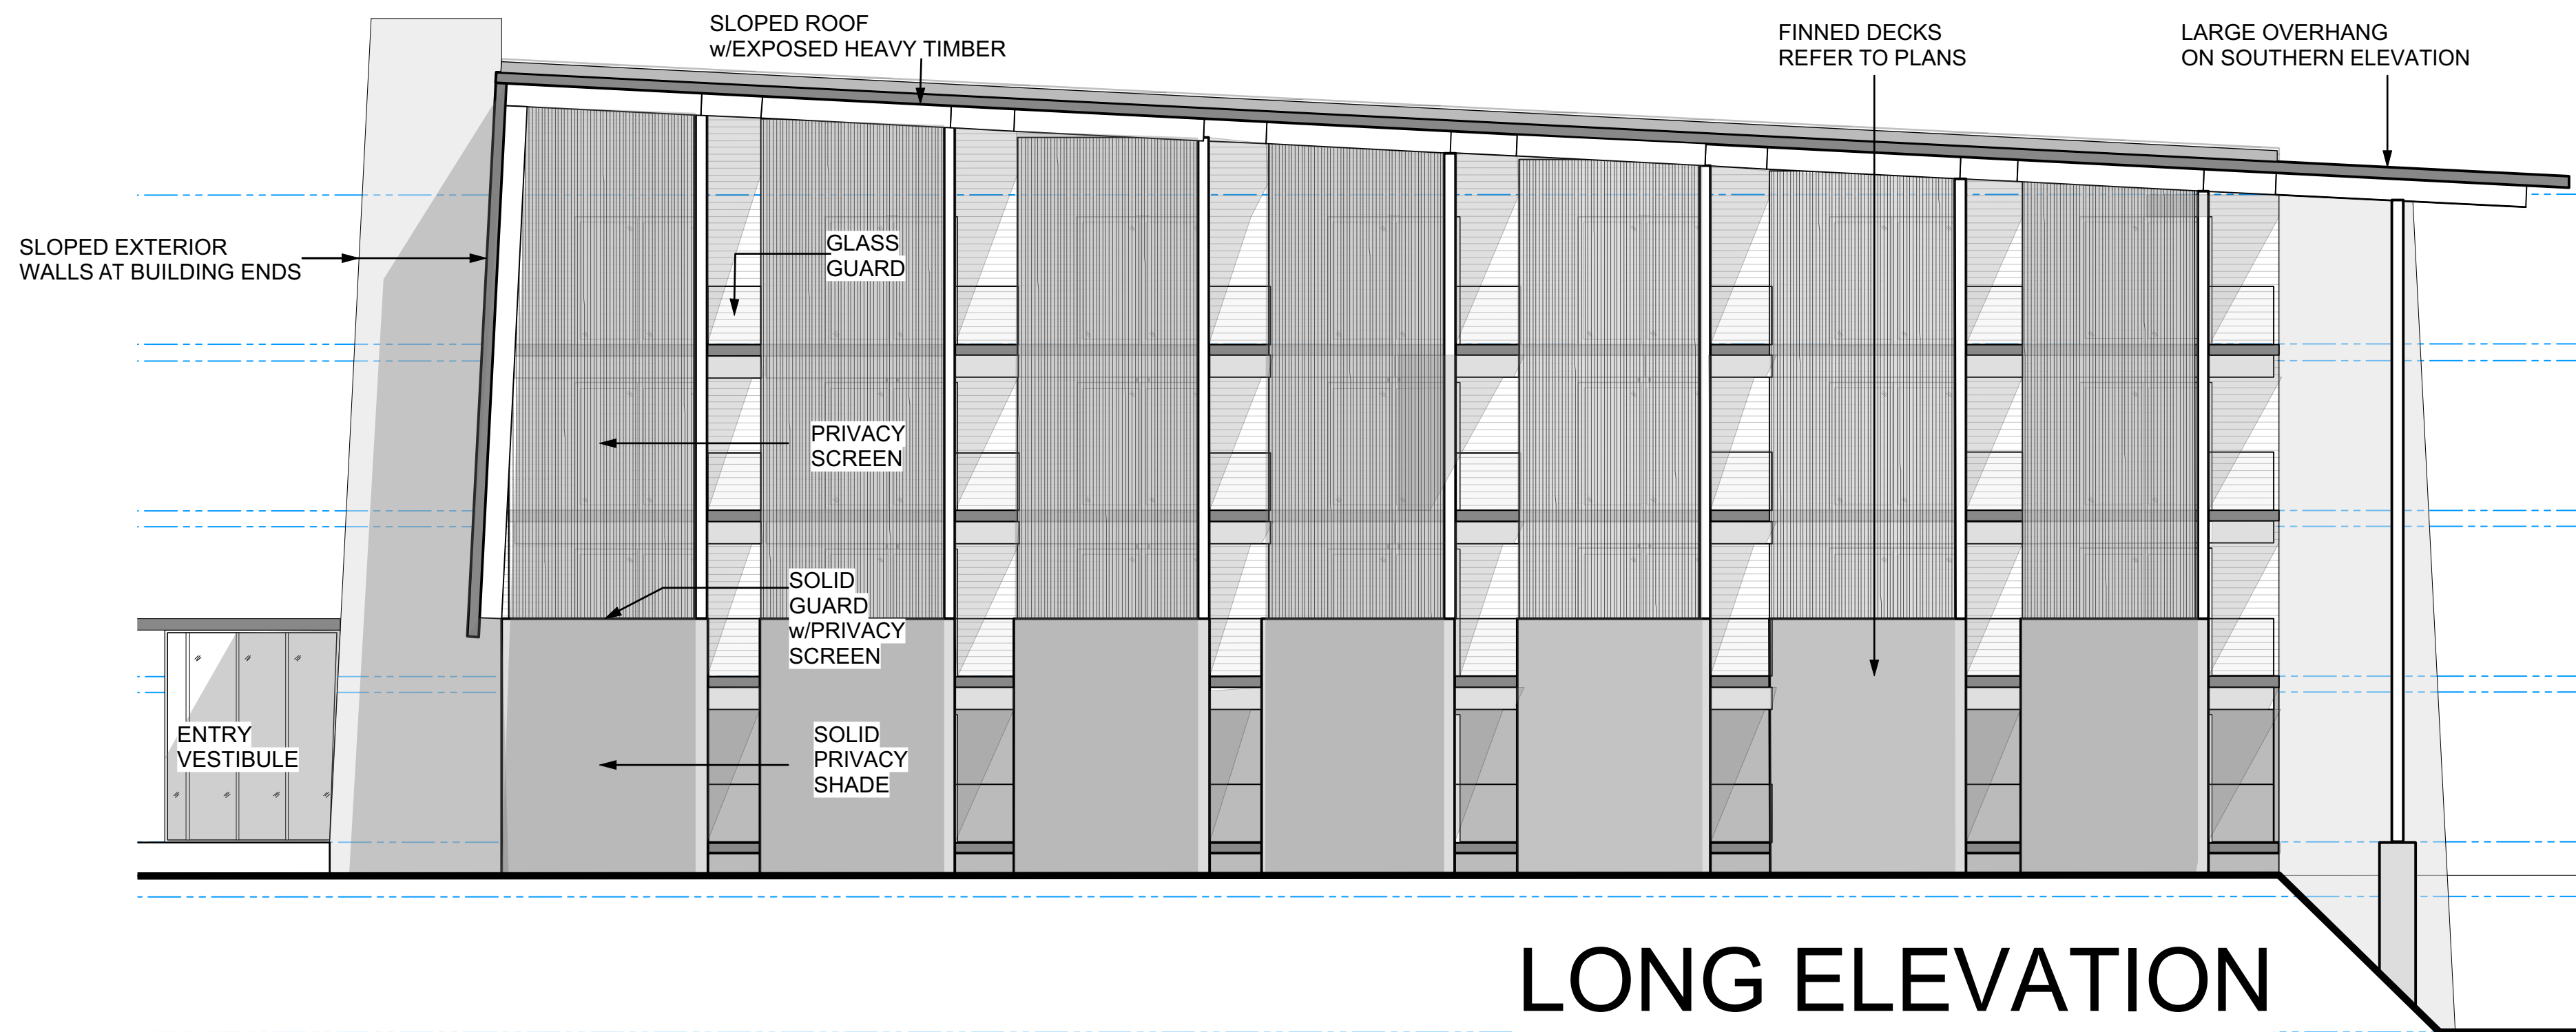 SLOPED ROOF
w/EXPOSED HEAVY TIMBER
FINNED DECKS
REFER TO PLANS
LARGE OVERHANG
ON SOUTHERN ELEVATION
SLOPED EXTERIOR
WALLS AT BUILDING ENDS
GLASS
GUARD
PRIVACY
SCREEN
SOLID
GUARD
w/PRIVACY
SCREEN
ENTRY
VESTIBULE
SOLID
PRIVACY
SHADE
LONG ELEVATION